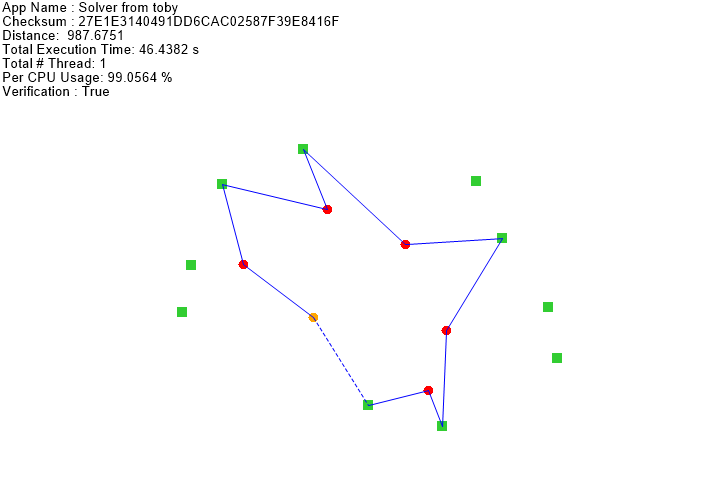 App Name : Solver from toby
Checksum : 27E1E3140491DD6CAC02587F39E8416F
Distance:  987.6751
Total Execution Time: 46.4382 s
Total # Thread: 1
Per CPU Usage: 99.0564 %
Verification : True